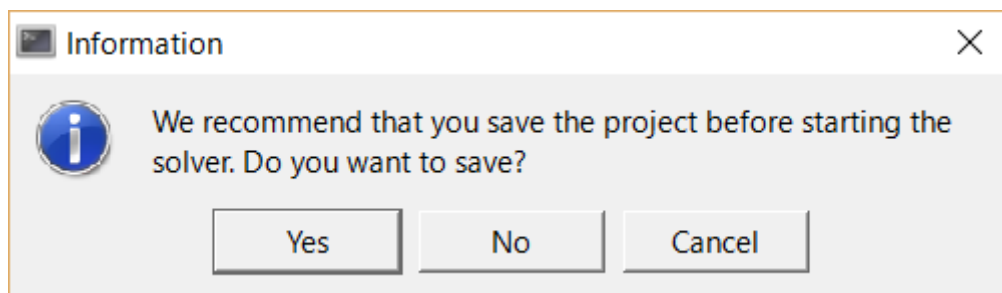 Information
We recommend that you save the project before starting the
solver. Do you want to save?
Yes No Cancel